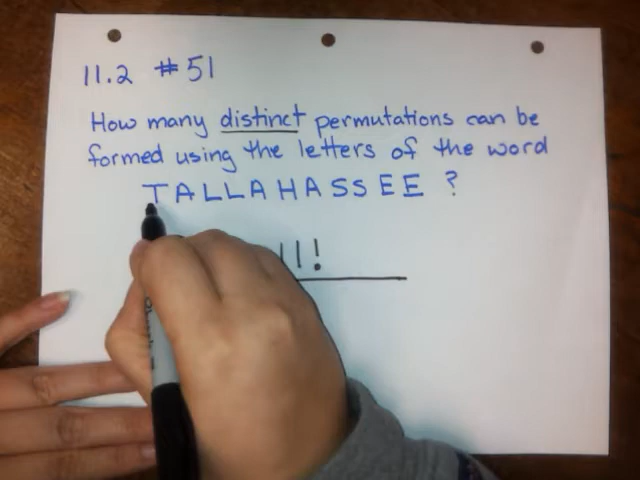 11.2 #51
How many distinct permutations can be
formed using the letters of the word
TALLAHASSEE ?
11!